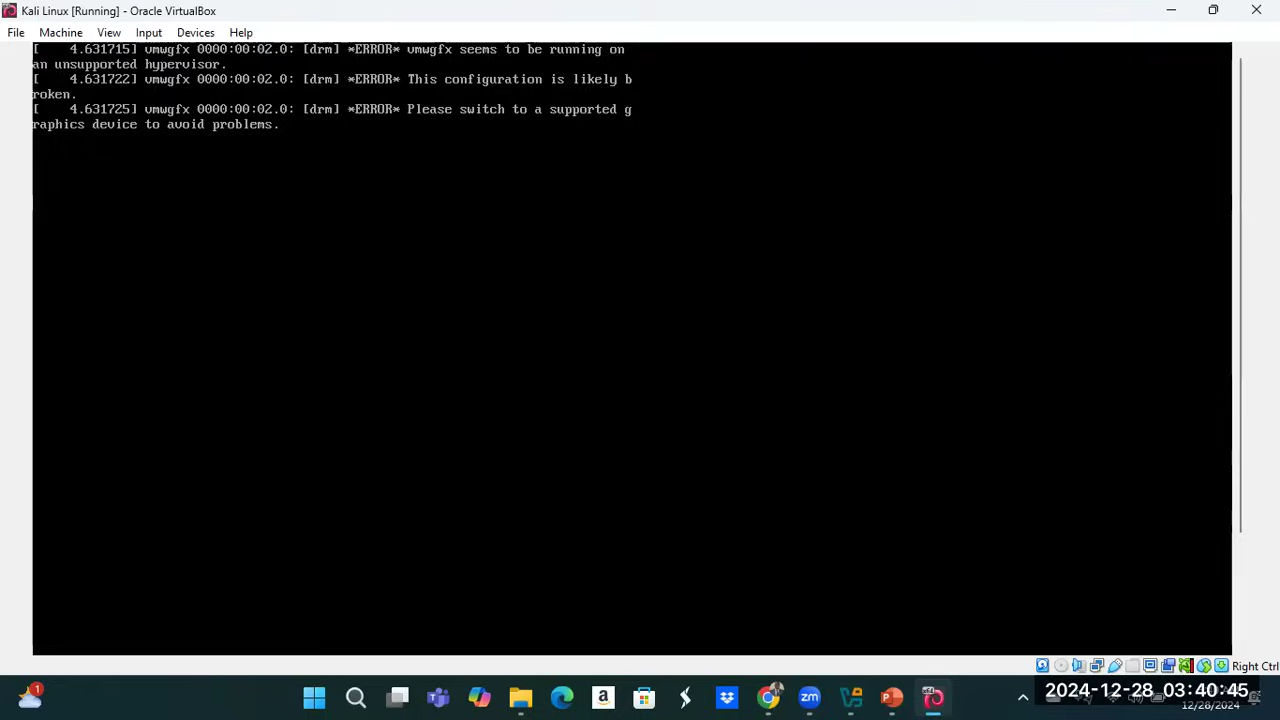 Kali Linux [Running] - Oracle VirtualBox
File Machine View Input Devices Help
[    4.631715] vmwgfx 0000:00:02.0: [drm] *ERROR* vmwgfx seems to be running on
an unsupported hypervisor.
[    4.631722] vmwgfx 0000:00:02.0: [drm] *ERROR* This configuration is likely b
roken.
[    4.631725] vmwgfx 0000:00:02.0: [drm] *ERROR* Please switch to a supported g
raphics device to avoid problems.
Right Ctrl
1
2024-12-28 03:40:45
12/28/2024